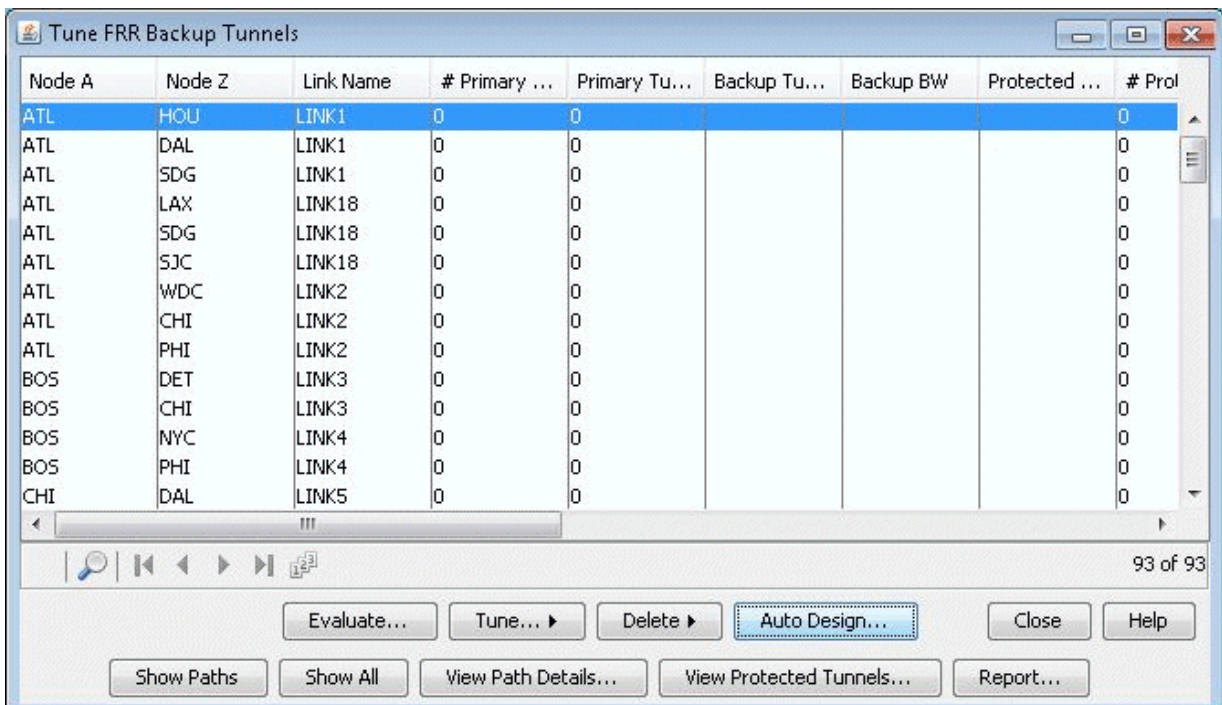 Tune FRR Backup Tunnels
Node A Node Z Link Name # Primary ... Primary Tu... Backup Tu... Backup BW Protected ... # Prot
ATL HOU LINK1 0 0 0
ATL DAL LINK1 0 0 0
ATL SDG LINK1 0 0 0
ATL LAX LINK18 0 0 0
ATL SDG LINK18 0 0 0
ATL SJC LINK18 0 0 0
ATL WDC LINK2 0 0 0
ATL CHI LINK2 0 0 0
ATL PHI LINK2 0 0 0
BOS DET LINK3 0 0 0
BOS CHI LINK3 0 0 0
BOS NYC LINK4 0 0 0
BOS PHI LINK4 0 0 0
CHI DAL LINK5 0 0 0
93 of 93
Evaluate... Tune... Delete Auto Design... Close Help
Show Paths Show All View Path Details... View Protected Tunnels... Report...